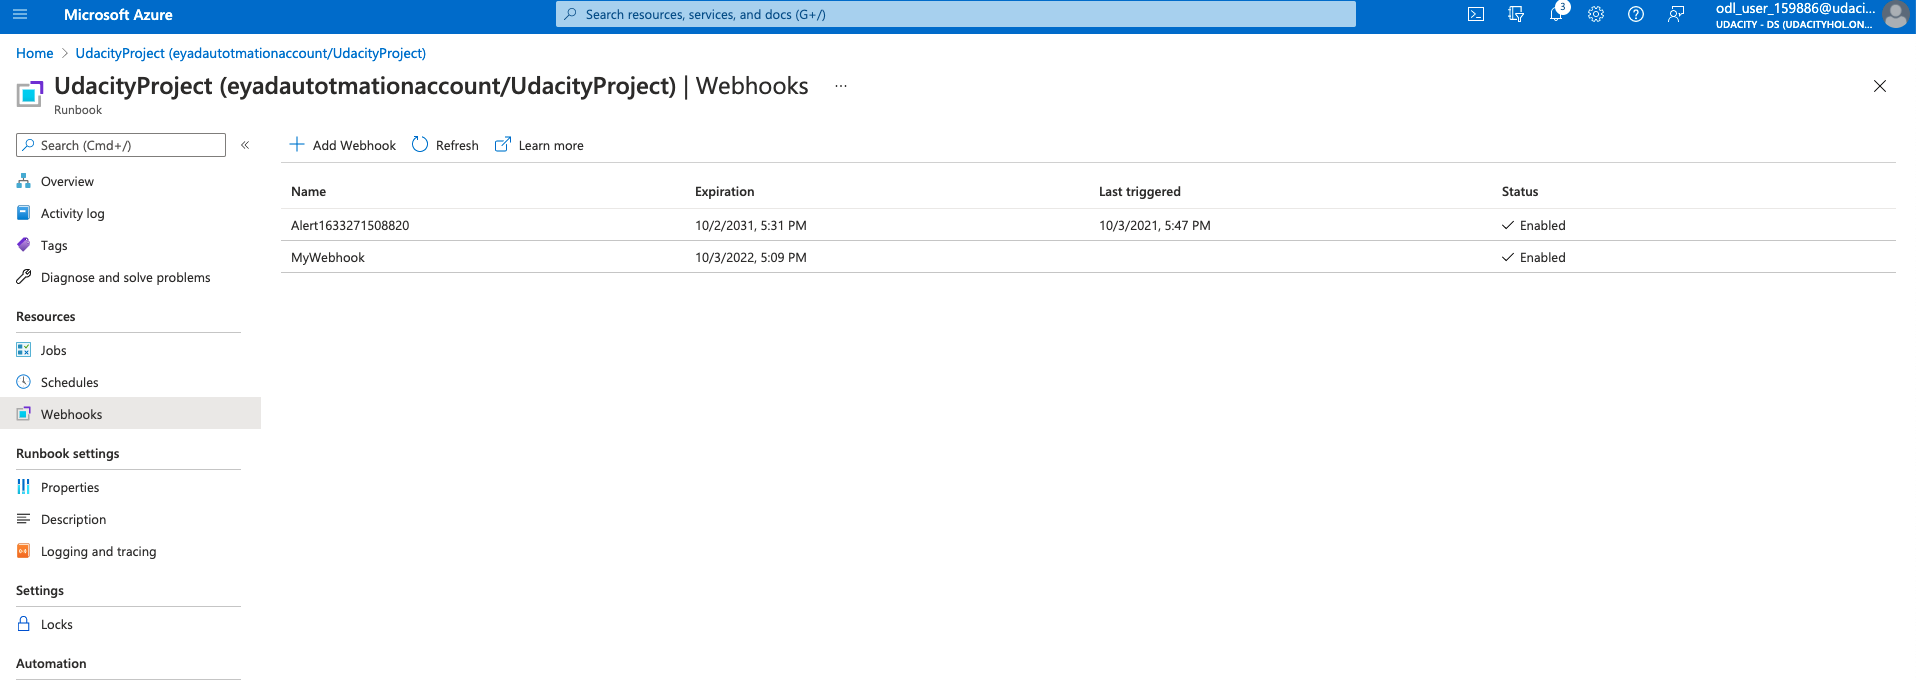 Microsoft Azure
Search resources, services, and docs (G+/)
3
odl_user_159886@udaci...
UDACITY - DS (UDACITYHOL.ON...
Home > UdacityProject (eyadautotmationaccount/UdacityProject)
UdacityProject (eyadautotmationaccount/UdacityProject) | Webhooks ...
Runbook
Search (Cmd+/) «
Add Webhook Refresh Learn more
Overview
Activity log
Tags
Diagnose and solve problems
Resources
Jobs
Schedules
Webhooks
Runbook settings
Properties
Description
Logging and tracing
Settings
Locks
Automation
Name Expiration Last triggered Status
Alert1633271508820 10/2/2031, 5:31 PM 10/3/2021, 5:47 PM Enabled
MyWebhook 10/3/2022, 5:09 PM Enabled